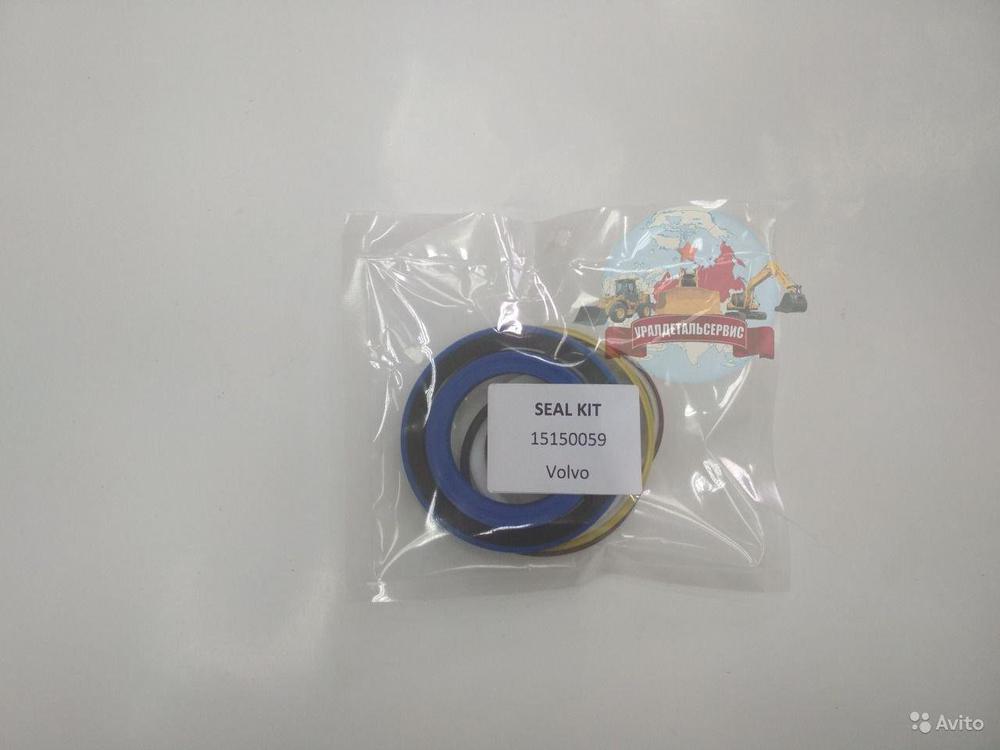 УРАЛДЕТАЛЬСЕРВИС
SEAL KIT
15150059
Volvo
Avito